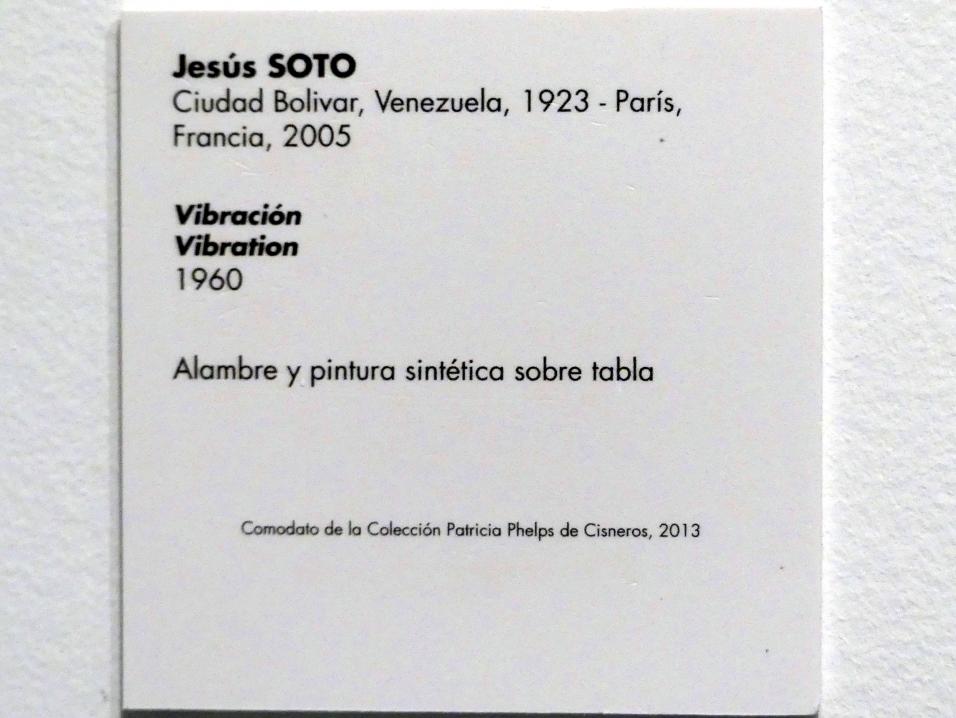 Jesús SOTO
Ciudad Bolivar, Venezuela, 1923 - París,
Francia, 2005
Vibración
Vibration
1960
Alambre y pintura sintética sobre tabla
Comodato de la Colección Patricia Phelps de Cisneros, 2013